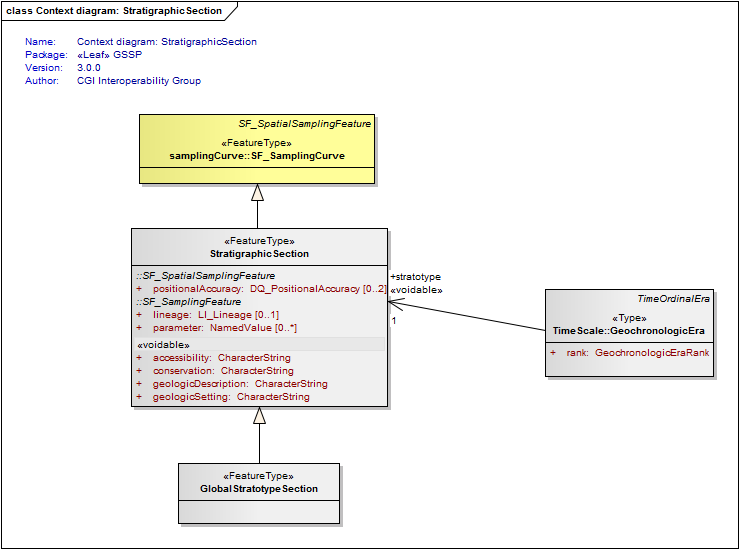 class Context diagram: StratigraphicSection
Name: Context diagram: StratigraphicSection
Package: «Leaf» GSSP
Version: 3.0.0
Author: CGI Interoperability Group
SF_SpatialSamplingFeature
«FeatureType»
samplingCurve::SF_SamplingCurve
«FeatureType»
StratigraphicSection
::SF_SpatialSamplingFeature
+ positionalAccuracy: DQ_PositionalAccuracy [0..2]
::SF_SamplingFeature
+ lineage: LI_Lineage [0..1]
+ parameter: NamedValue [0..*]
«voidable»
+ accessibility: CharacterString
+ conservation: CharacterString
+ geologicDescription: CharacterString
+ geologicSetting: CharacterString
+stratotype
«voidable»
1
TimeOrdinalEra
«Type»
TimeScale::GeochronologicEra
+ rank: GeochronologicEraRank
«FeatureType»
GlobalStratotypeSection